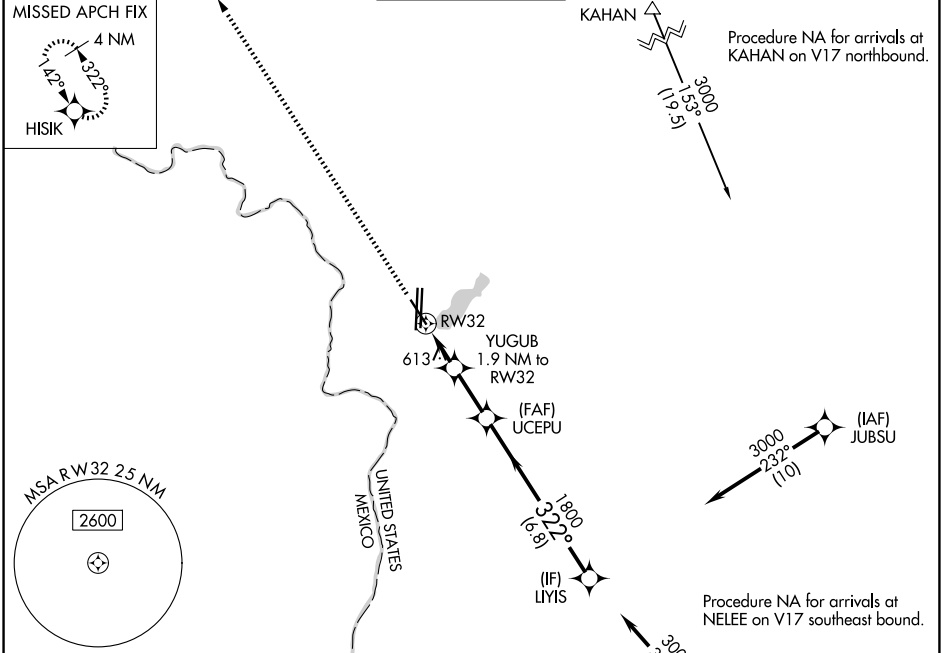 MISSED APCH FIX
4 NM
322°
142°
HISIK
KAHAN
Procedure NA for arrivals at
KAHAN on V17 northbound.
3000
153°
(19.5)
RW32
613
YUGUB
1.9 NM to
RW32
(FAF)
UCEPU
(IAF)
JUBSU
3000
232°
(10)
MSA RW32 25 NM
2600
UNITED STATES
MEXICO
1800
322°
(6.8)
(IF)
LIYIS
Procedure NA for arrivals at
NELEE on V17 southeast bound.